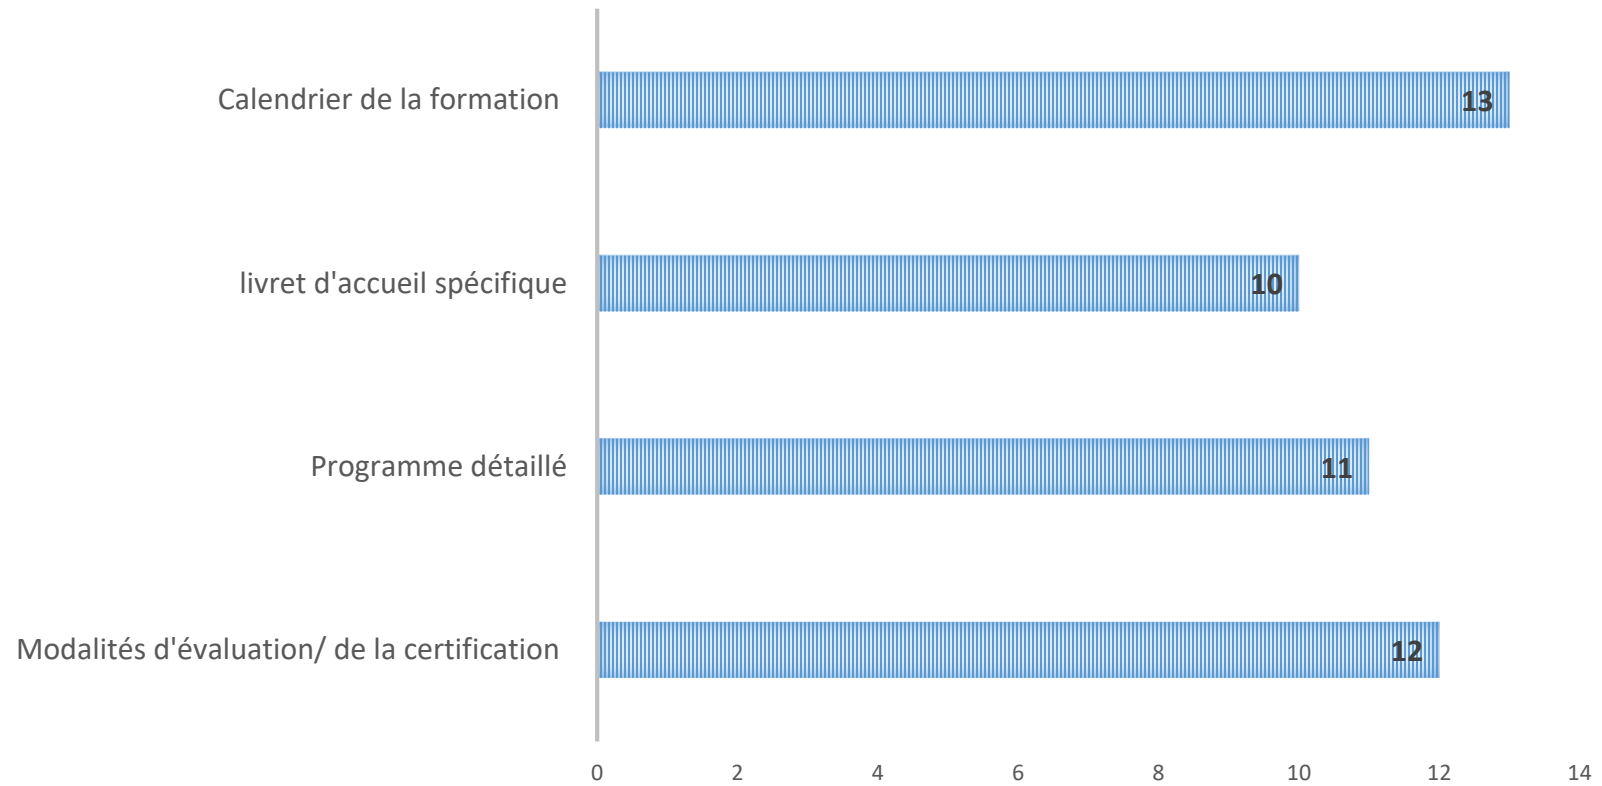 Calendrier de la formation
13
livret d'accueil spécifique
10
Programme détaillé
11
Modalités d'évaluation/ de la certification
12
0 2 4 6 8 10 12 14